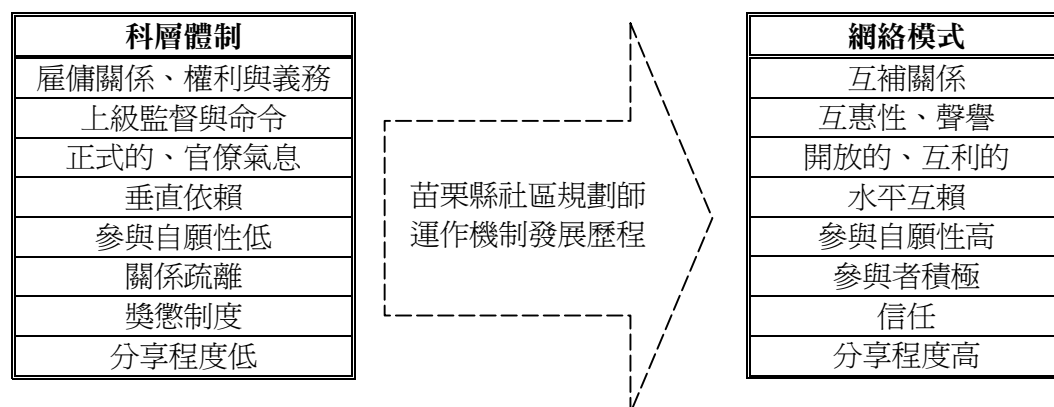 科層體制
雇傭關係、權利與義務
上級監督與命令
正式的、官僚氣息
垂直依賴
參與自願性低
關係疏離
獎懲制度
分享程度低
苗栗縣社區規劃師
運作機制發展歷程
網絡模式
互補關係
互惠性、聲譽
開放的、互利的
水平互賴
參與自願性高
參與者積極
信任
分享程度高